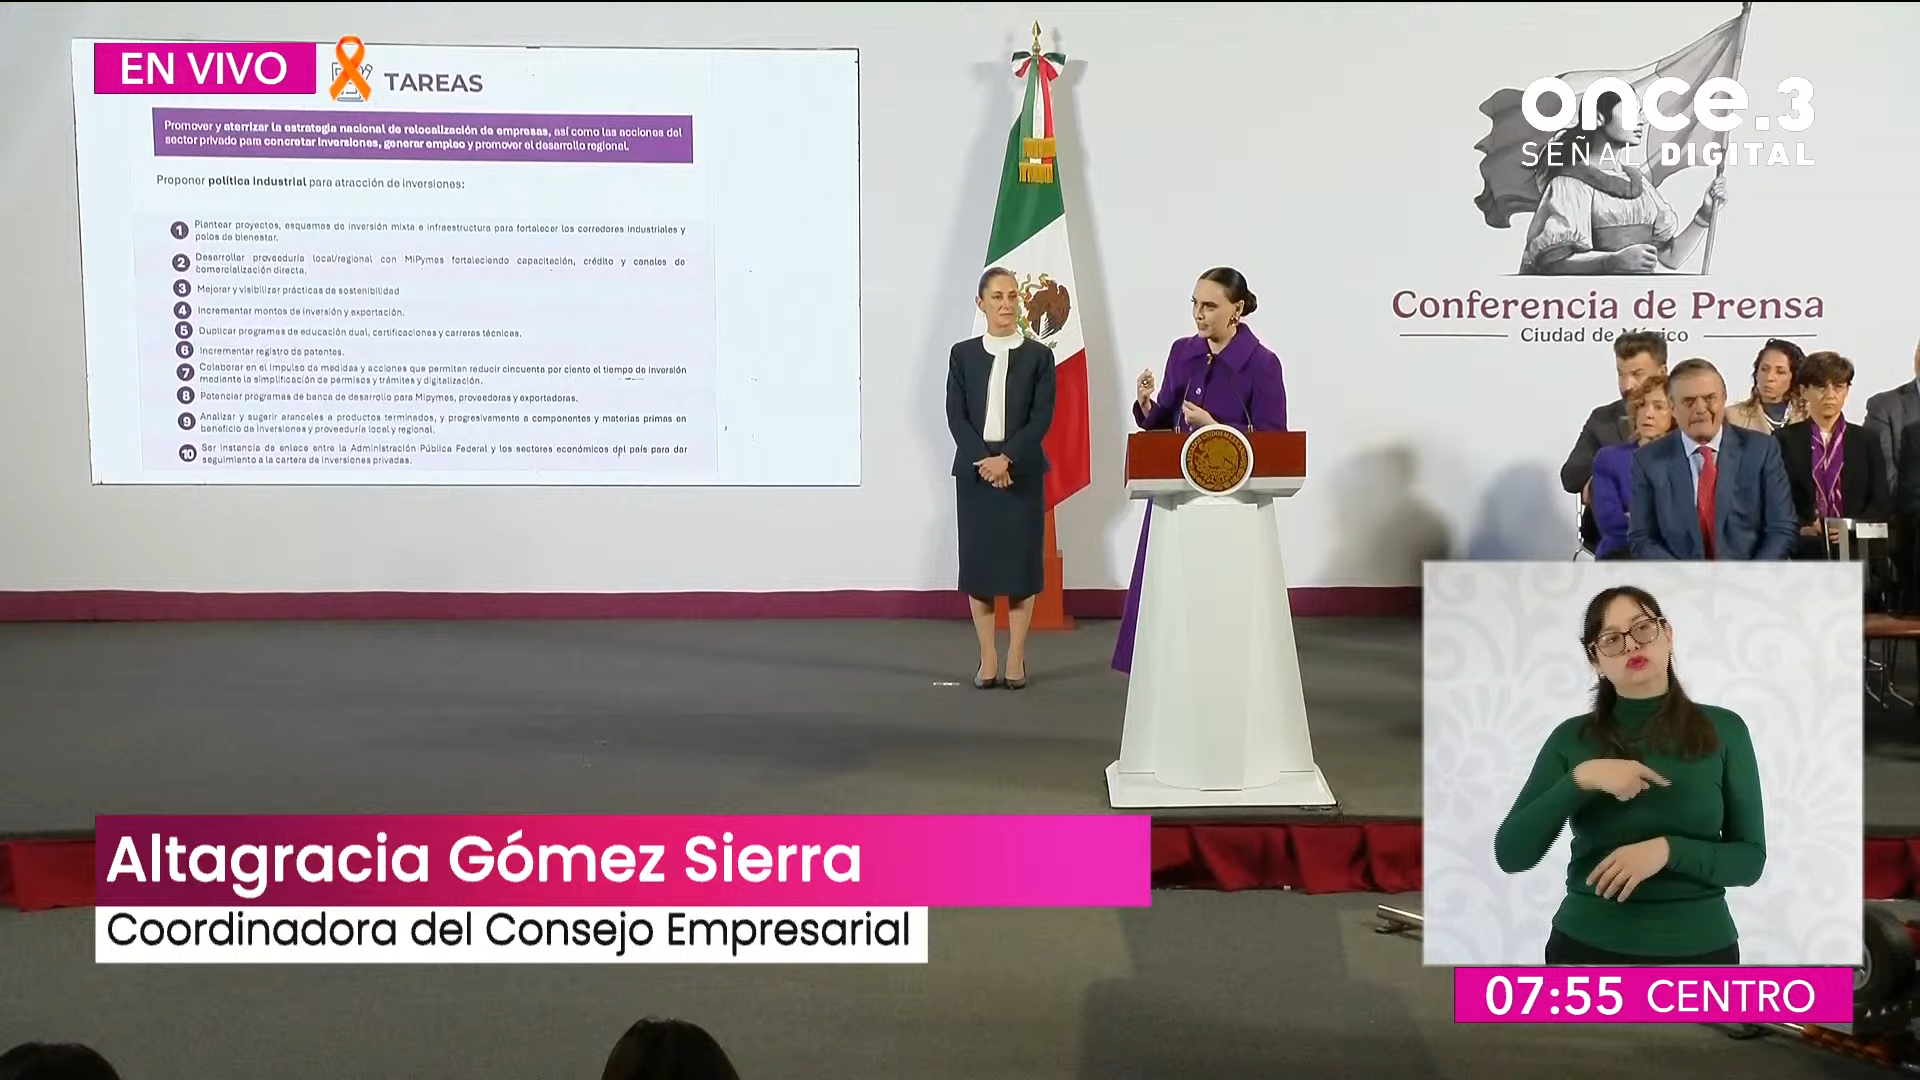 EN VIVO
TAREAS
Promover y aterrizar la estrategia nacional de relocalización de empresas, así como las acciones del
sector privado para concretar inversiones, generar empleo y promover el desarrollo regional.
Proponer política industrial para atracción de inversiones:
1 Plantear proyectos, esquemas de inversión mixta e infraestructura para fortalecer los corredores industriales y
polos de bienestar.
2 Desarrollar proveeduría local/regional con MiPymes fortaleciendo capacitación, crédito y canales de
comercialización directa.
3 Mejorar y visibilizar prácticas de sostenibilidad
4 Incrementar montos de inversión y exportación.
5 Duplicar programas de educación dual, certificaciones y carreras técnicas.
6 Incrementar registro de patentes.
7 Colaborar en el impulso de medidas y acciones que permitan reducir cincuenta por ciento el tiempo de inversión
mediante la simplificación de permisos y trámites y digitalización.
8 Potenciar programas de banca de desarrollo para Mipymes, proveedoras y exportadoras.
9 Analizar y sugerir aranceles a productos terminados, y progresivamente a componentes y materias primas en
beneficio de inversiones y proveeduría local y regional.
10 Ser instancia de enlace entre la Administración Pública Federal y los sectores económicos del país para dar
seguimiento a la cartera de inversiones privadas.
once.3
SEÑAL DIGITAL
Conferencia de Prensa
Ciudad de México
Altagracia Gómez Sierra
Coordinadora del Consejo Empresarial
07:55 CENTRO